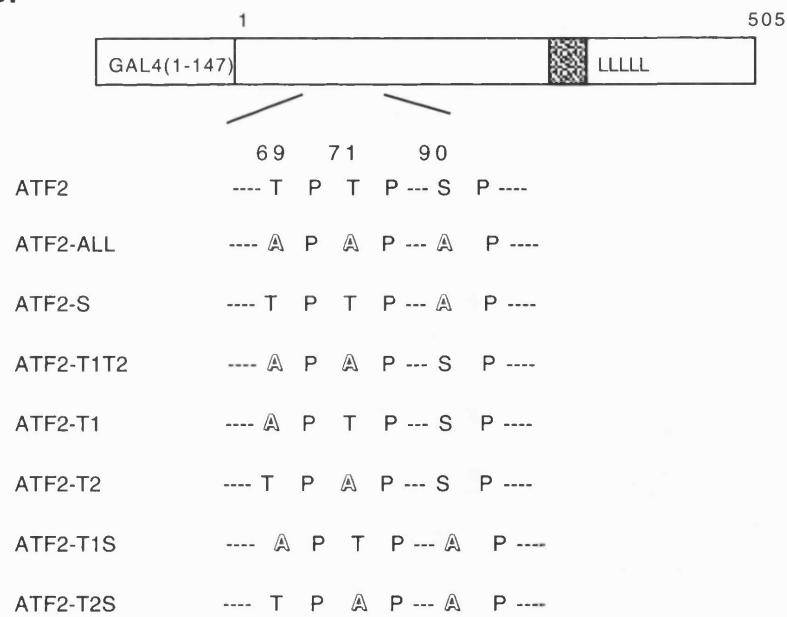 1 505
GAL4(1-147) LLLLL
69 71 90
ATF2 ---- T P T P --- S P ----
ATF2-ALL ---- A P A P --- A P ----
ATF2-S ---- T P T P --- A P ----
ATF2-T1T2 ---- A P A P --- S P ----
ATF2-T1 ---- A P T P --- S P ----
ATF2-T2 ---- T P A P --- S P ----
ATF2-T1S ---- A P T P --- A P ----
ATF2-T2S ---- T P A P --- A P ----